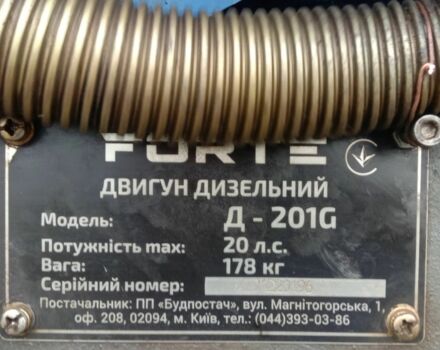 FORTE
ДВИГУН ДИЗЕЛЬНИЙ
Модель: Д - 201G
Потужність max: 20 л.с.
Вага: 178 кг
Серійний номер:
Постачальник: ПП «Будпостач», вул. Магнітогорська, 1,
оф. 208, 02094, м. Київ, тел.: (044)393-03-86